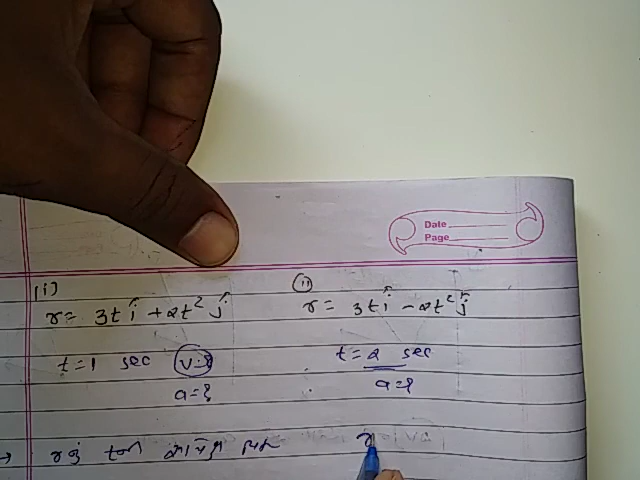 Date
Page
(i)
r = 3t î + 2t² ĵ
t = 1 sec v = ?
a = ?
(ii)
r = 3t î - 2t² ĵ
t = 2 sec
a = ?
r